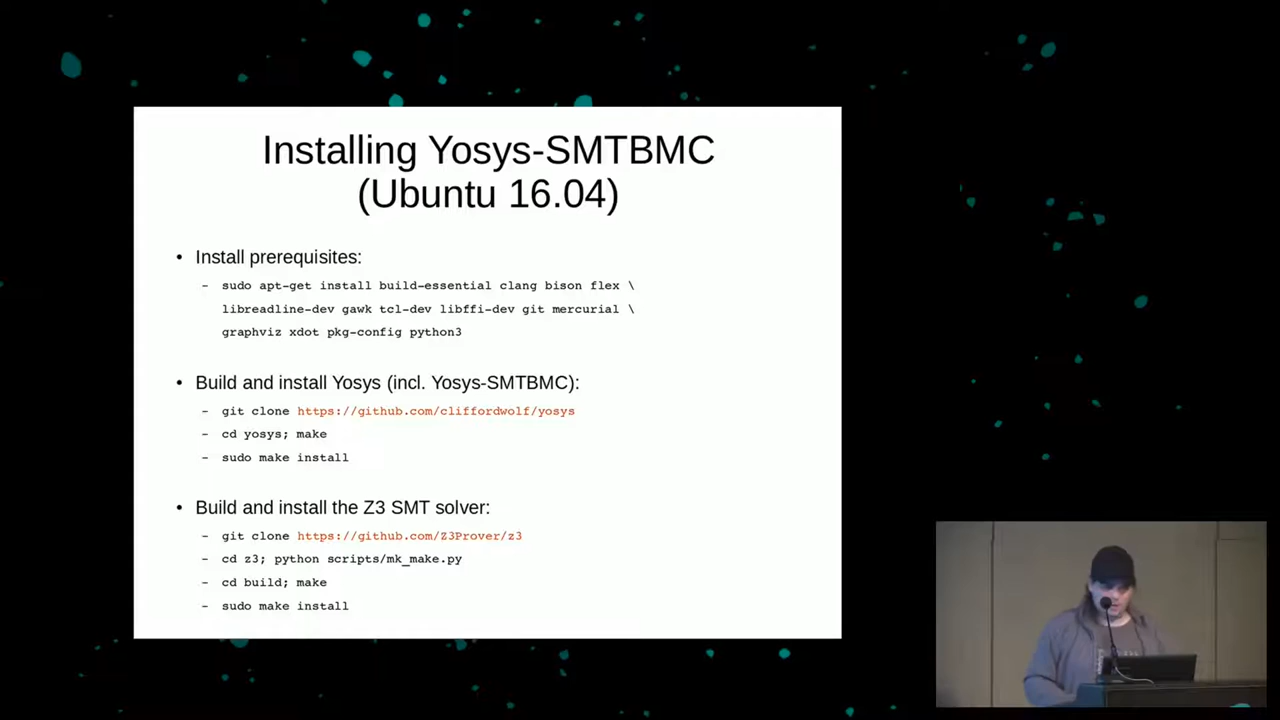 Installing Yosys-SMTBMC
(Ubuntu 16.04)
• Install prerequisites:
– sudo apt-get install build-essential clang bison flex \
libreadline-dev gawk tcl-dev libffi-dev git mercurial \
graphviz xdot pkg-config python3
• Build and install Yosys (incl. Yosys-SMTBMC):
– git clone https://github.com/cliffordwolf/yosys
– cd yosys; make
– sudo make install
• Build and install the Z3 SMT solver:
– git clone https://github.com/Z3Prover/z3
– cd z3; python scripts/mk_make.py
– cd build; make
– sudo make install